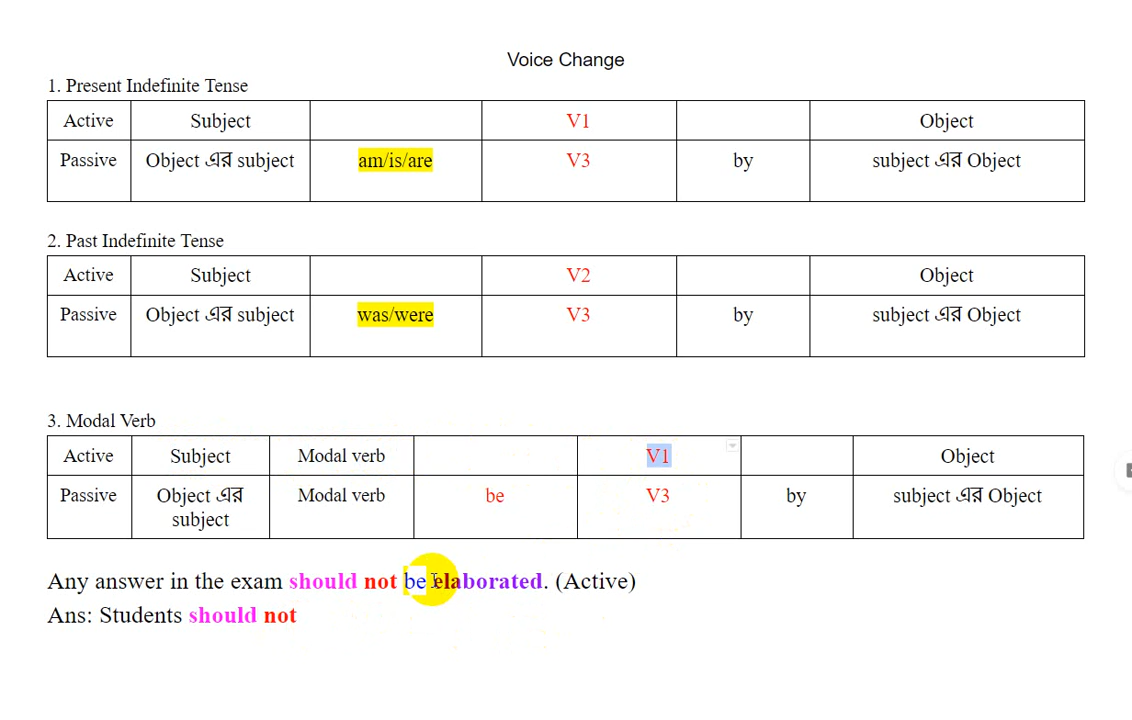 Voice Change
1. Present Indefinite Tense
Active Subject V1 Object
Passive Object এর subject am/is/are V3 by subject এর Object
2. Past Indefinite Tense
Active Subject V2 Object
Passive Object এর subject was/were V3 by subject এর Object
3. Modal Verb
Active Subject Modal verb V1 Object
Passive Object এর subject Modal verb be V3 by subject এর Object
Any answer in the exam should not be elaborated. (Active)
Ans: Students should not